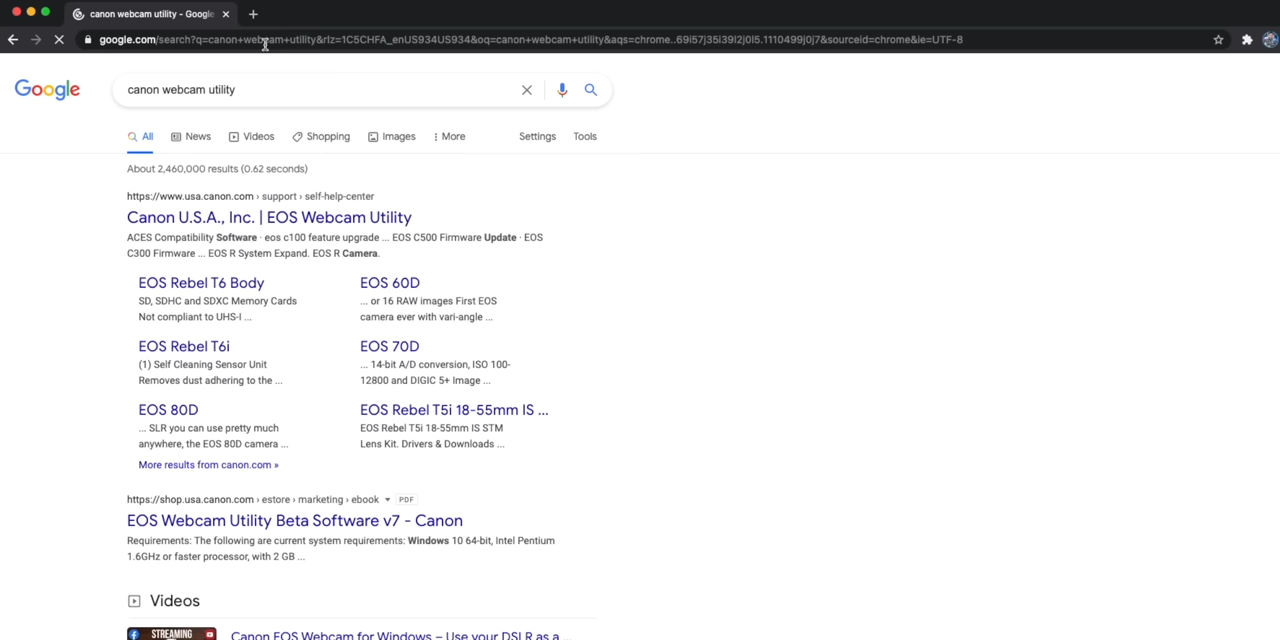 canon webcam utility - Google
google.com/search?q=canon+webcam+utility&rlz=1C5CHFA_enUS934US934&oq=canon+webcam+utility&aqs=chrome..69i57j35i39l2j0l5.1110499j0j7&sourceid=chrome&ie=UTF-8
Google
canon webcam utility
All News Videos Shopping Images More Settings Tools
About 2,460,000 results (0.62 seconds)
https://www.usa.canon.com › support › self-help-center
Canon U.S.A., Inc. | EOS Webcam Utility
ACES Compatibility Software · eos c100 feature upgrade ... EOS C500 Firmware Update · EOS
C300 Firmware ... EOS R System Expand. EOS R Camera.
EOS Rebel T6 Body
SD, SDHC and SDXC Memory Cards
Not compliant to UHS-I ...
EOS 60D
... or 16 RAW images First EOS
camera ever with vari-angle ...
EOS Rebel T6i
(1) Self Cleaning Sensor Unit
Removes dust adhering to the ...
EOS 70D
... 14-bit A/D conversion, ISO 100-
12800 and DIGIC 5+ Image ...
EOS 80D
... SLR you can use pretty much
anywhere, the EOS 80D camera ...
EOS Rebel T5i 18-55mm IS ...
EOS Rebel T5i 18-55mm IS STM
Lens Kit. Drivers & Downloads ...
More results from canon.com »
https://shop.usa.canon.com › estore › marketing › ebook PDF
EOS Webcam Utility Beta Software v7 - Canon
Requirements: The following are current system requirements: Windows 10 64-bit, Intel Pentium
1.6GHz or faster processor, with 2 GB ...
Videos
STREAMING
Canon EOS Webcam for Windows – Use your DSLR as a ...